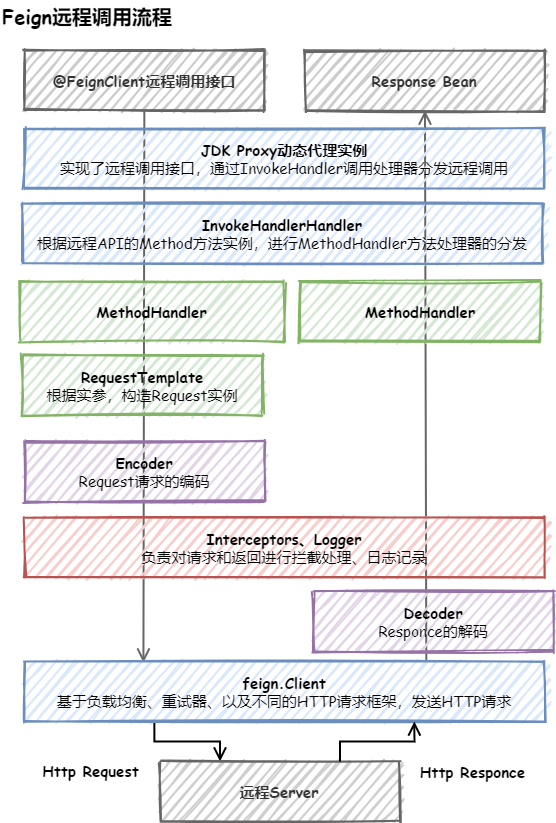 Feign远程调用流程
@FeignClient远程调用接口
Response Bean
JDK Proxy动态代理实例
实现了远程调用接口，通过InvokeHandler调用处理器分发远程调用
InvokeHandlerHandler
根据远程API的Method方法实例，进行MethodHandler方法处理器的分发
MethodHandler
MethodHandler
RequestTemplate
根据实参，构造Request实例
Encoder
Request请求的编码
Interceptors、Logger
负责对请求和返回进行拦截处理、日志记录
Decoder
Responce的解码
feign.Client
基于负载均衡、重试器、以及不同的HTTP请求框架，发送HTTP请求
Http Request
Http Responce
远程Server